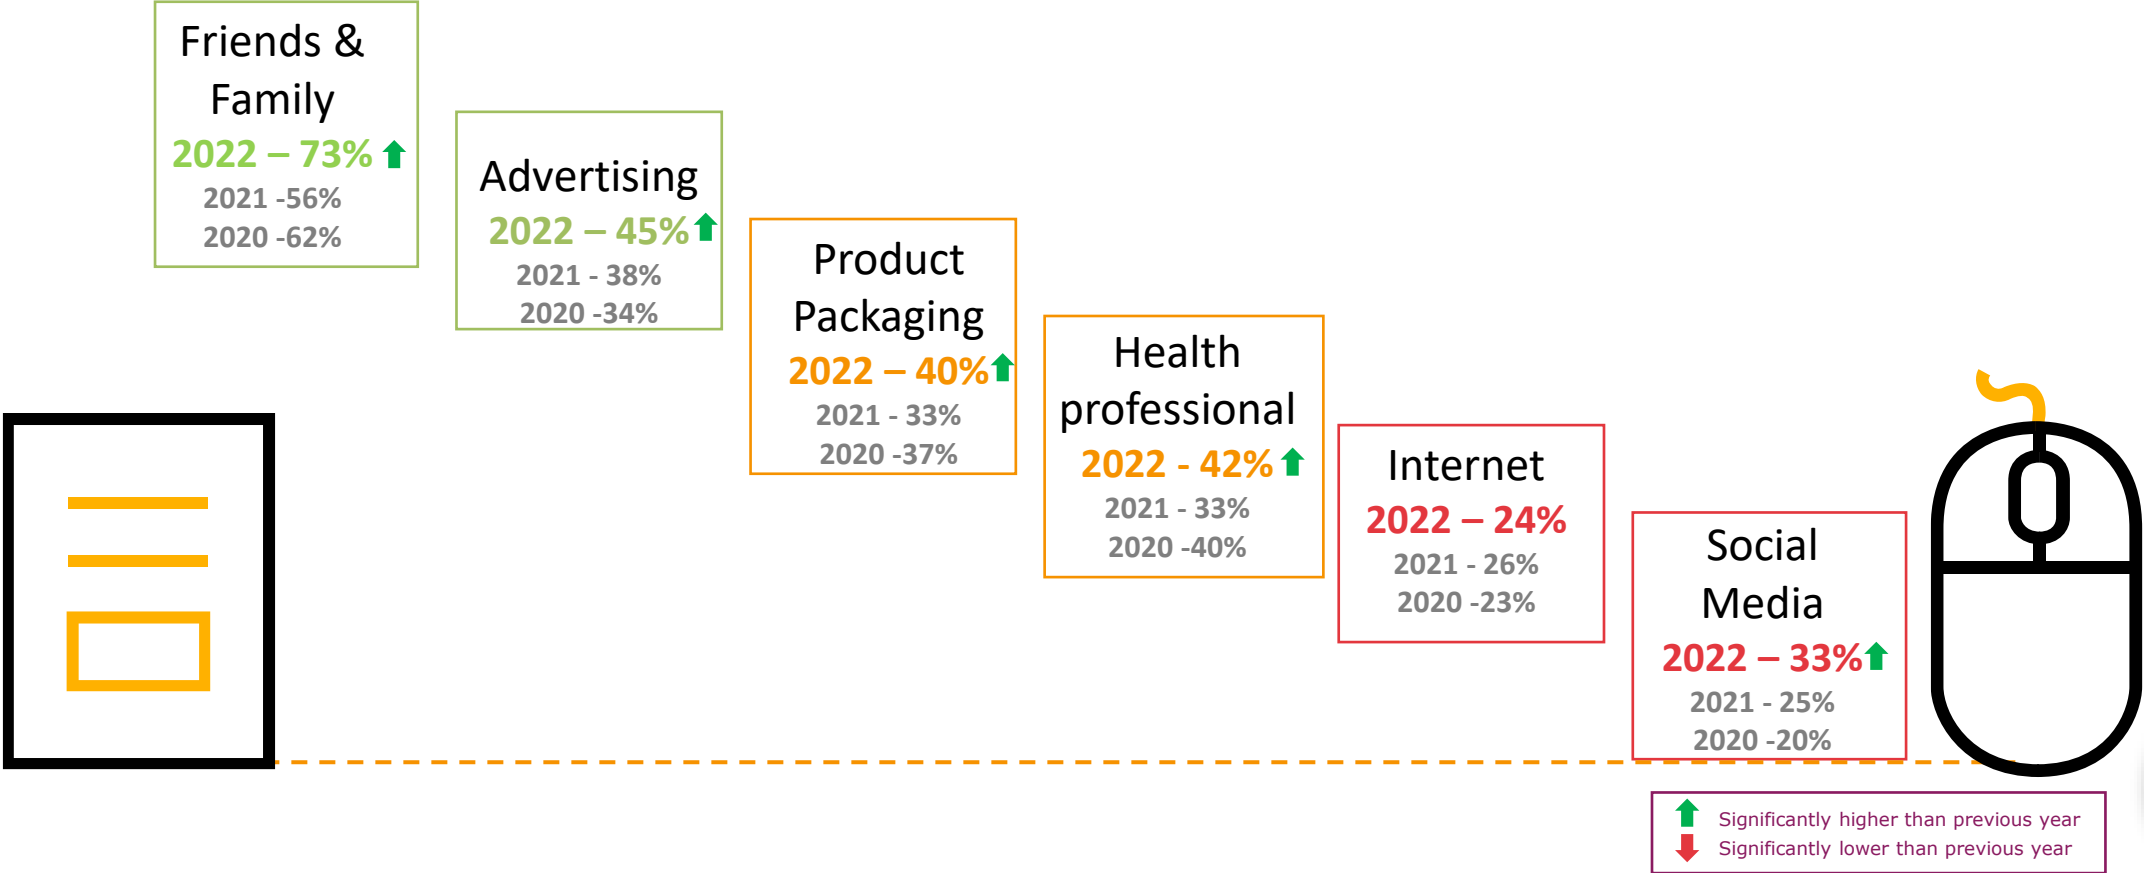 Friends &
Family
2022 – 73%
2021 -56%
2020 -62%
Advertising
2022 – 45%
2021 - 38%
2020 -34%
Product
Packaging
2022 – 40%
2021 - 33%
2020 -37%
Health
professional
2022 - 42%
2021 - 33%
2020 -40%
Internet
2022 – 24%
2021 - 26%
2020 -23%
Social
Media
2022 – 33%
2021 - 25%
2020 -20%
Significantly higher than previous year
Significantly lower than previous year